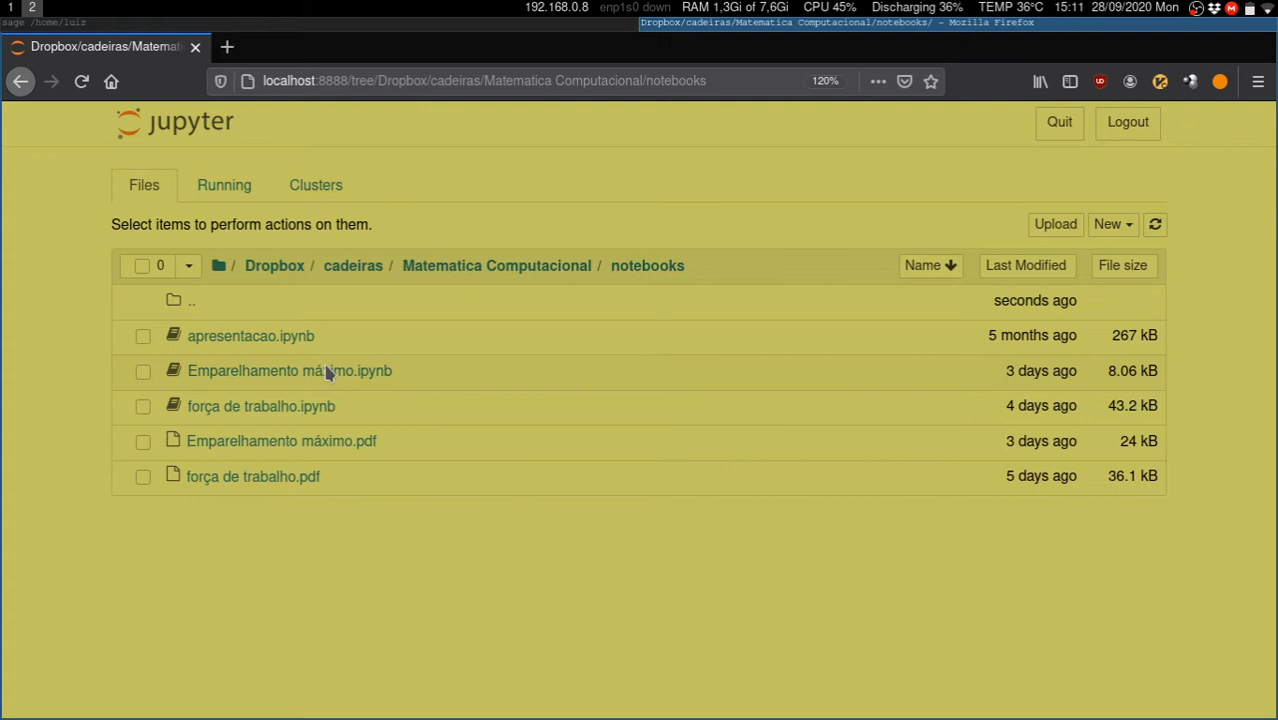 1 2 192.168.0.8 enp1s0 down RAM 1,3Gi of 7,6Gi CPU 45% Discharging 36% TEMP 36°C 15:11 28/09/2020 Mon
sage /home/luiz Dropbox/cadeiras/Matematica Computacional/notebooks/ - Mozilla Firefox
Dropbox/cadeiras/Matemati
localhost:8888/tree/Dropbox/cadeiras/Matematica Computacional/notebooks 120%
jupyter Quit Logout
Files Running Clusters
Select items to perform actions on them. Upload New
0 / Dropbox / cadeiras / Matematica Computacional / notebooks Name Last Modified File size
.. seconds ago
apresentacao.ipynb 5 months ago 267 kB
Emparelhamento máximo.ipynb 3 days ago 8.06 kB
força de trabalho.ipynb 4 days ago 43.2 kB
Emparelhamento máximo.pdf 3 days ago 24 kB
força de trabalho.pdf 5 days ago 36.1 kB